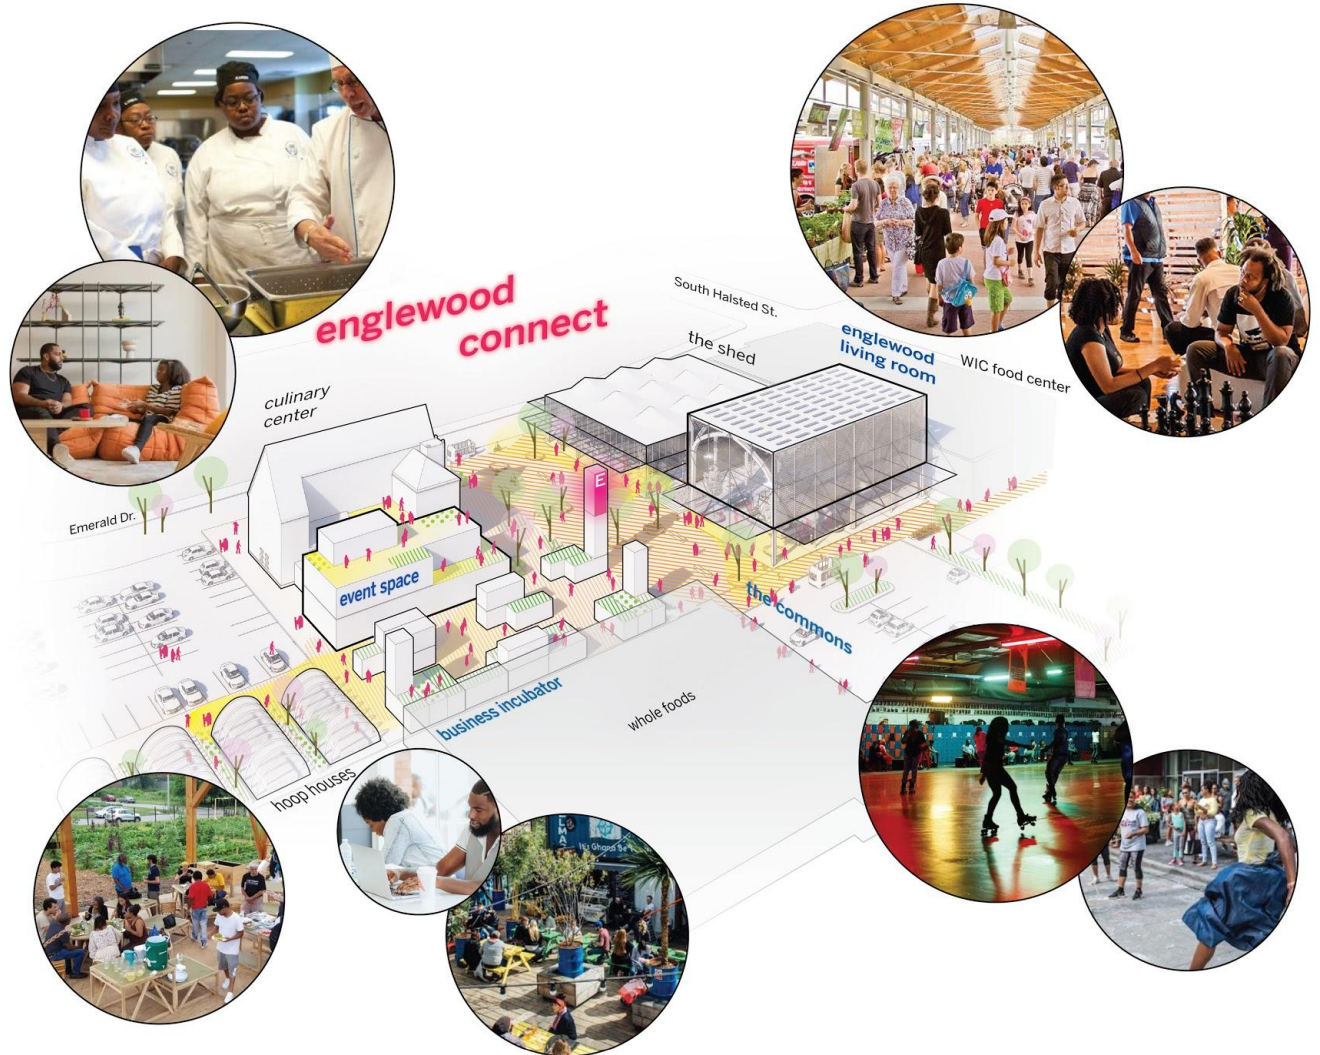 englewood
connect
South Halsted St.
the shed
englewood
living room
WIC food center
culinary
center
Emerald Dr.
E
event space
the commons
business incubator
whole foods
hoop houses